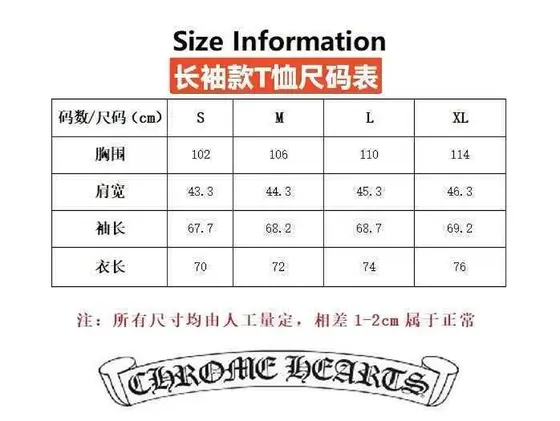 Size Information
长袖款T恤尺码表
码数/尺码(cm) S M L XL
胸围 102 106 110 114
肩宽 43.3 44.3 45.3 46.3
袖长 67.7 68.2 68.7 69.2
衣长 70 72 74 76
注：所有尺寸均由人工量定，相差1-2cm属于正常
CHROME HEARTS